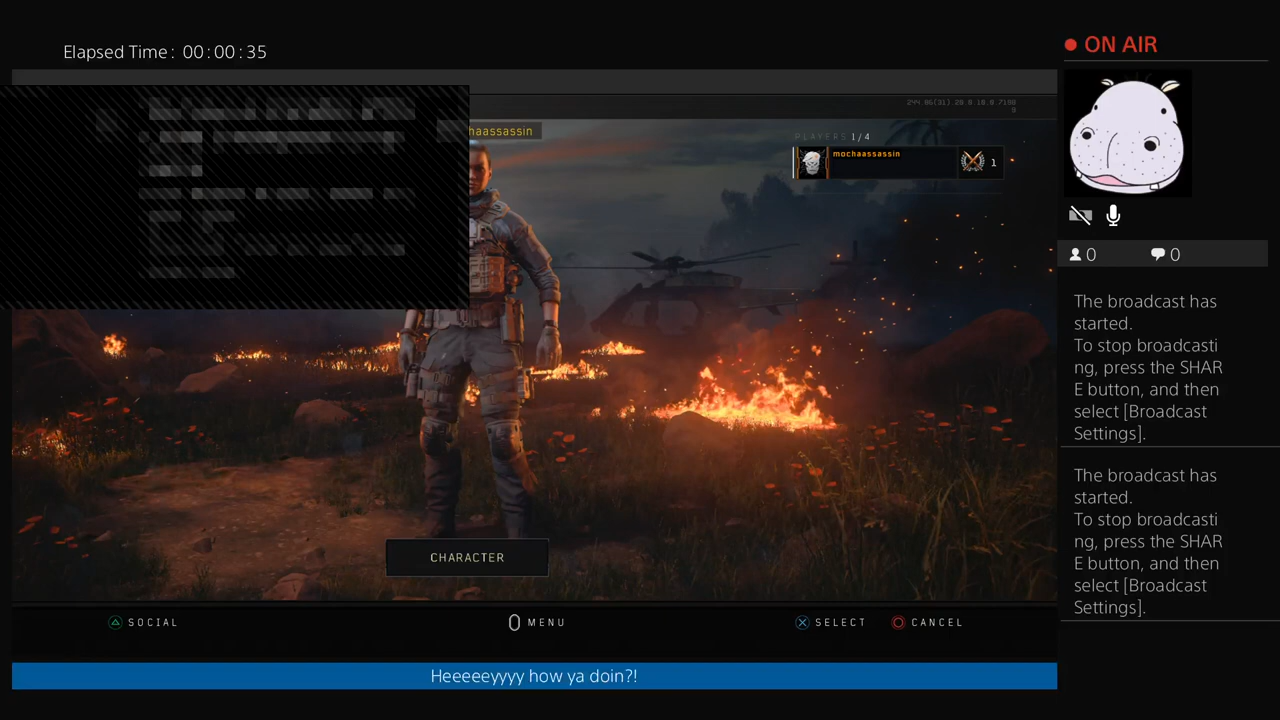 Elapsed Time: 00:00:35
ON AIR
haassassin
PLAYERS 1/4
mochaassassin
1
0
0
The broadcast has
started.
To stop broadcasti
ng, press the SHAR
E button, and then
select [Broadcast
Settings].
The broadcast has
started.
To stop broadcasti
ng, press the SHAR
E button, and then
select [Broadcast
Settings].
CHARACTER
SOCIAL
MENU
SELECT
CANCEL
Heeeeeyyyy how ya doin?!